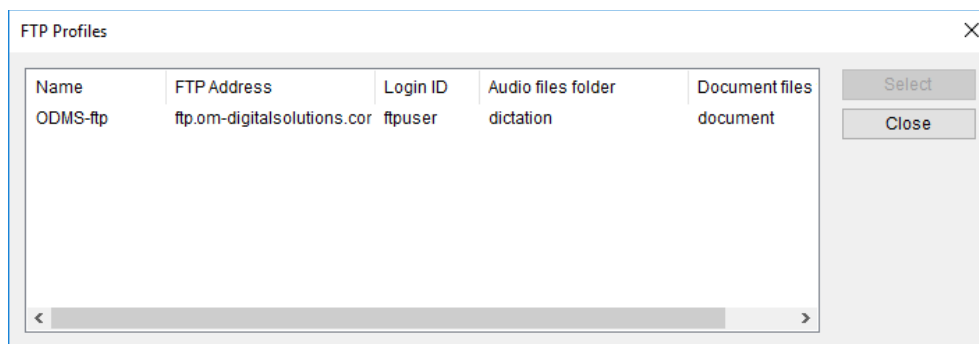 FTP Profiles
Name FTP Address Login ID Audio files folder Document files
ODMS-ftp ftp.om-digitalsolutions.cor ftpuser dictation document
Select
Close